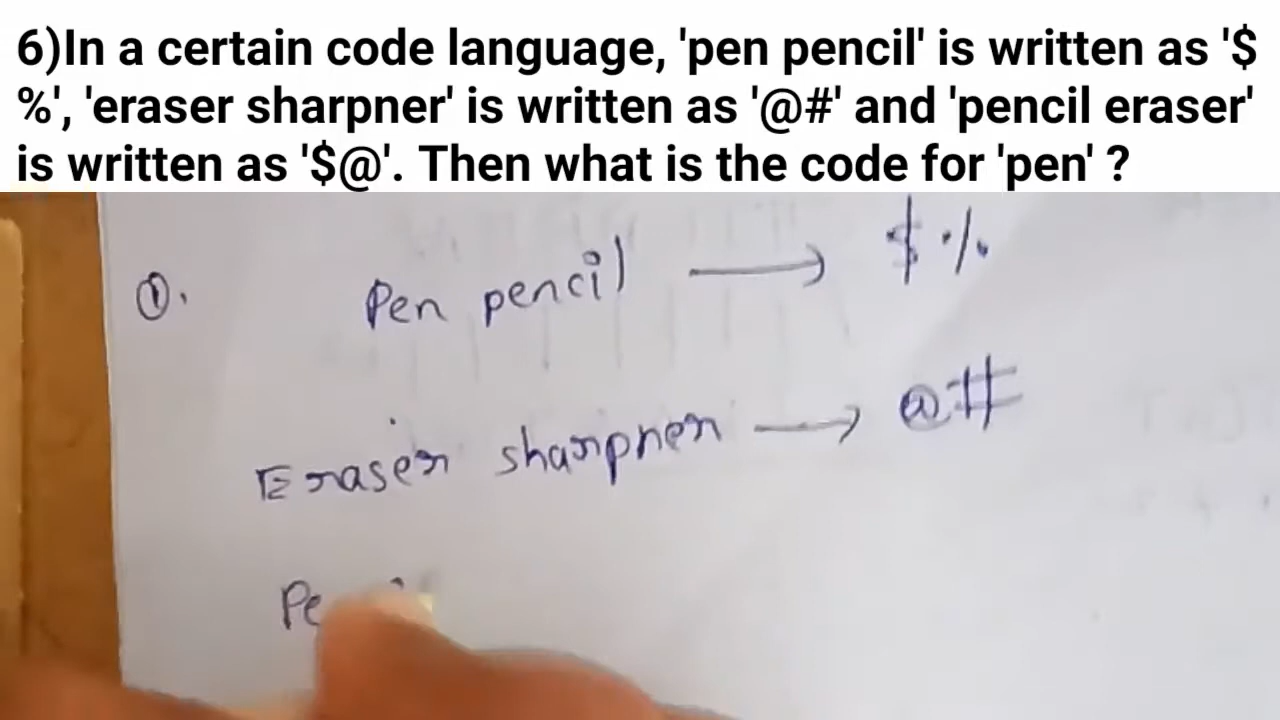 6)In a certain code language, 'pen pencil' is written as '$
%', 'eraser sharpner' is written as '@#' and 'pencil eraser'
is written as '$@'. Then what is the code for 'pen' ?
①. Pen pencil → $ %
Eraser sharpner → @#